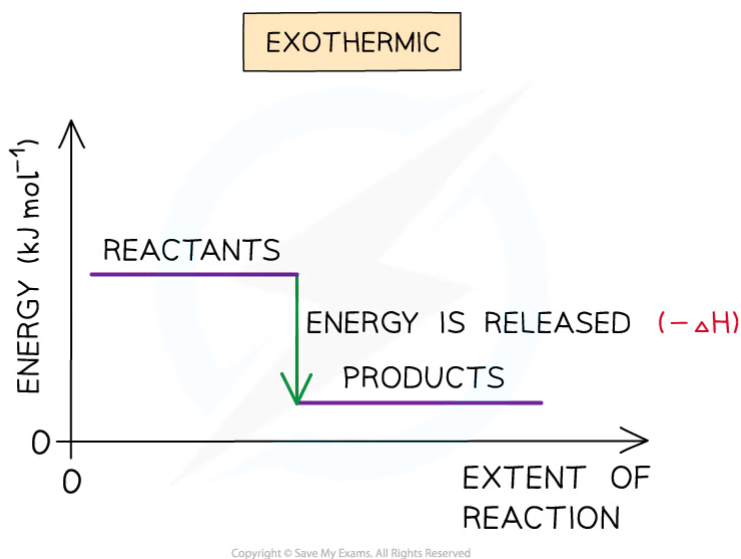 EXOTHERMIC
ENERGY (kJ mol⁻¹)
REACTANTS
ENERGY IS RELEASED (− △H)
PRODUCTS
0
0
EXTENT OF
REACTION
Copyright © Save My Exams. All Rights Reserved